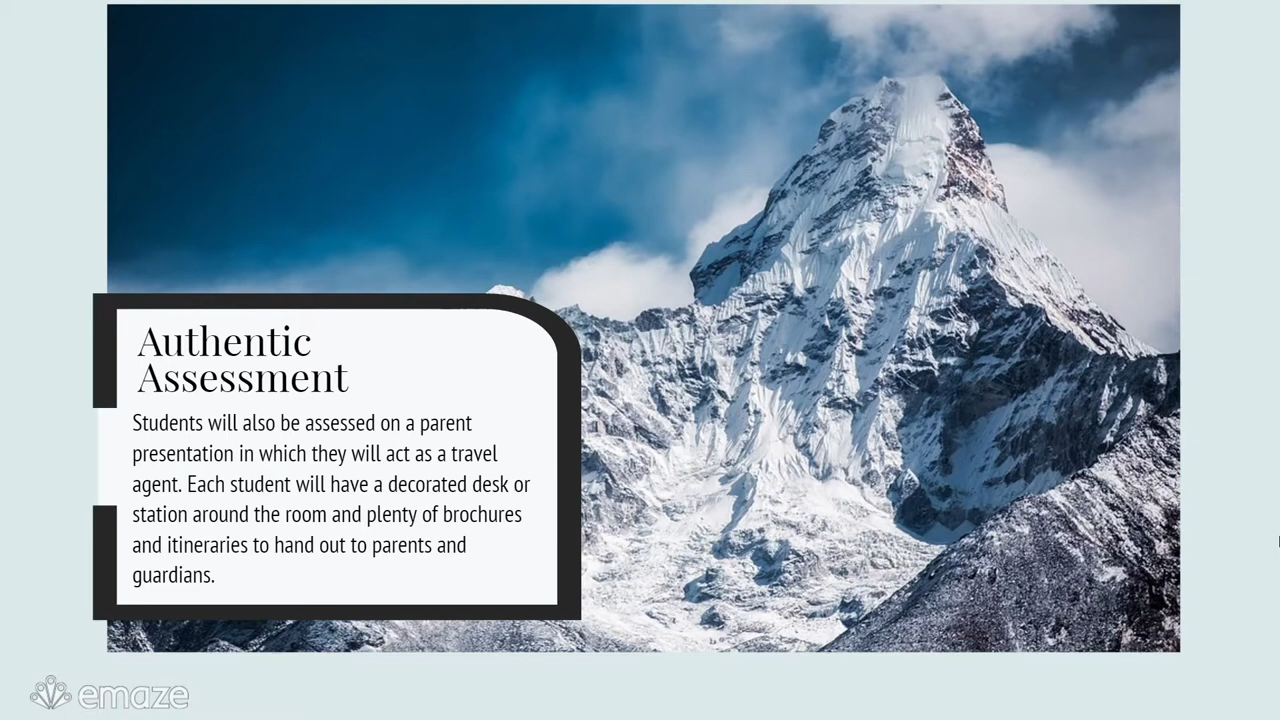 Authentic
Assessment
Students will also be assessed on a parent
presentation in which they will act as a travel
agent. Each student will have a decorated desk or
station around the room and plenty of brochures
and itineraries to hand out to parents and
guardians.
emaze